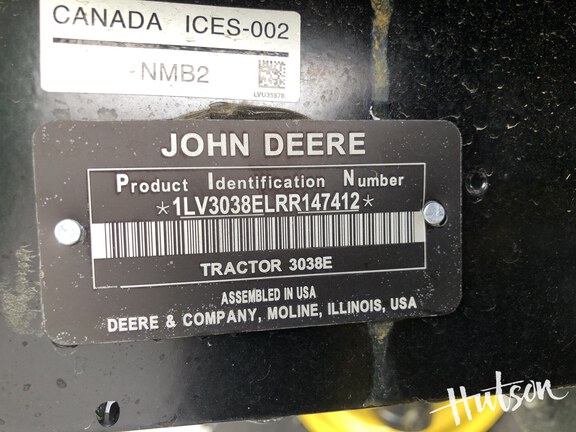 CANADA ICES-002
-NMB2
LVU35878
JOHN DEERE
Product Identification Number
*1LV3038ELRR147412*
TRACTOR 3038E
ASSEMBLED IN USA
DEERE & COMPANY, MOLINE, ILLINOIS, USA
Hutson